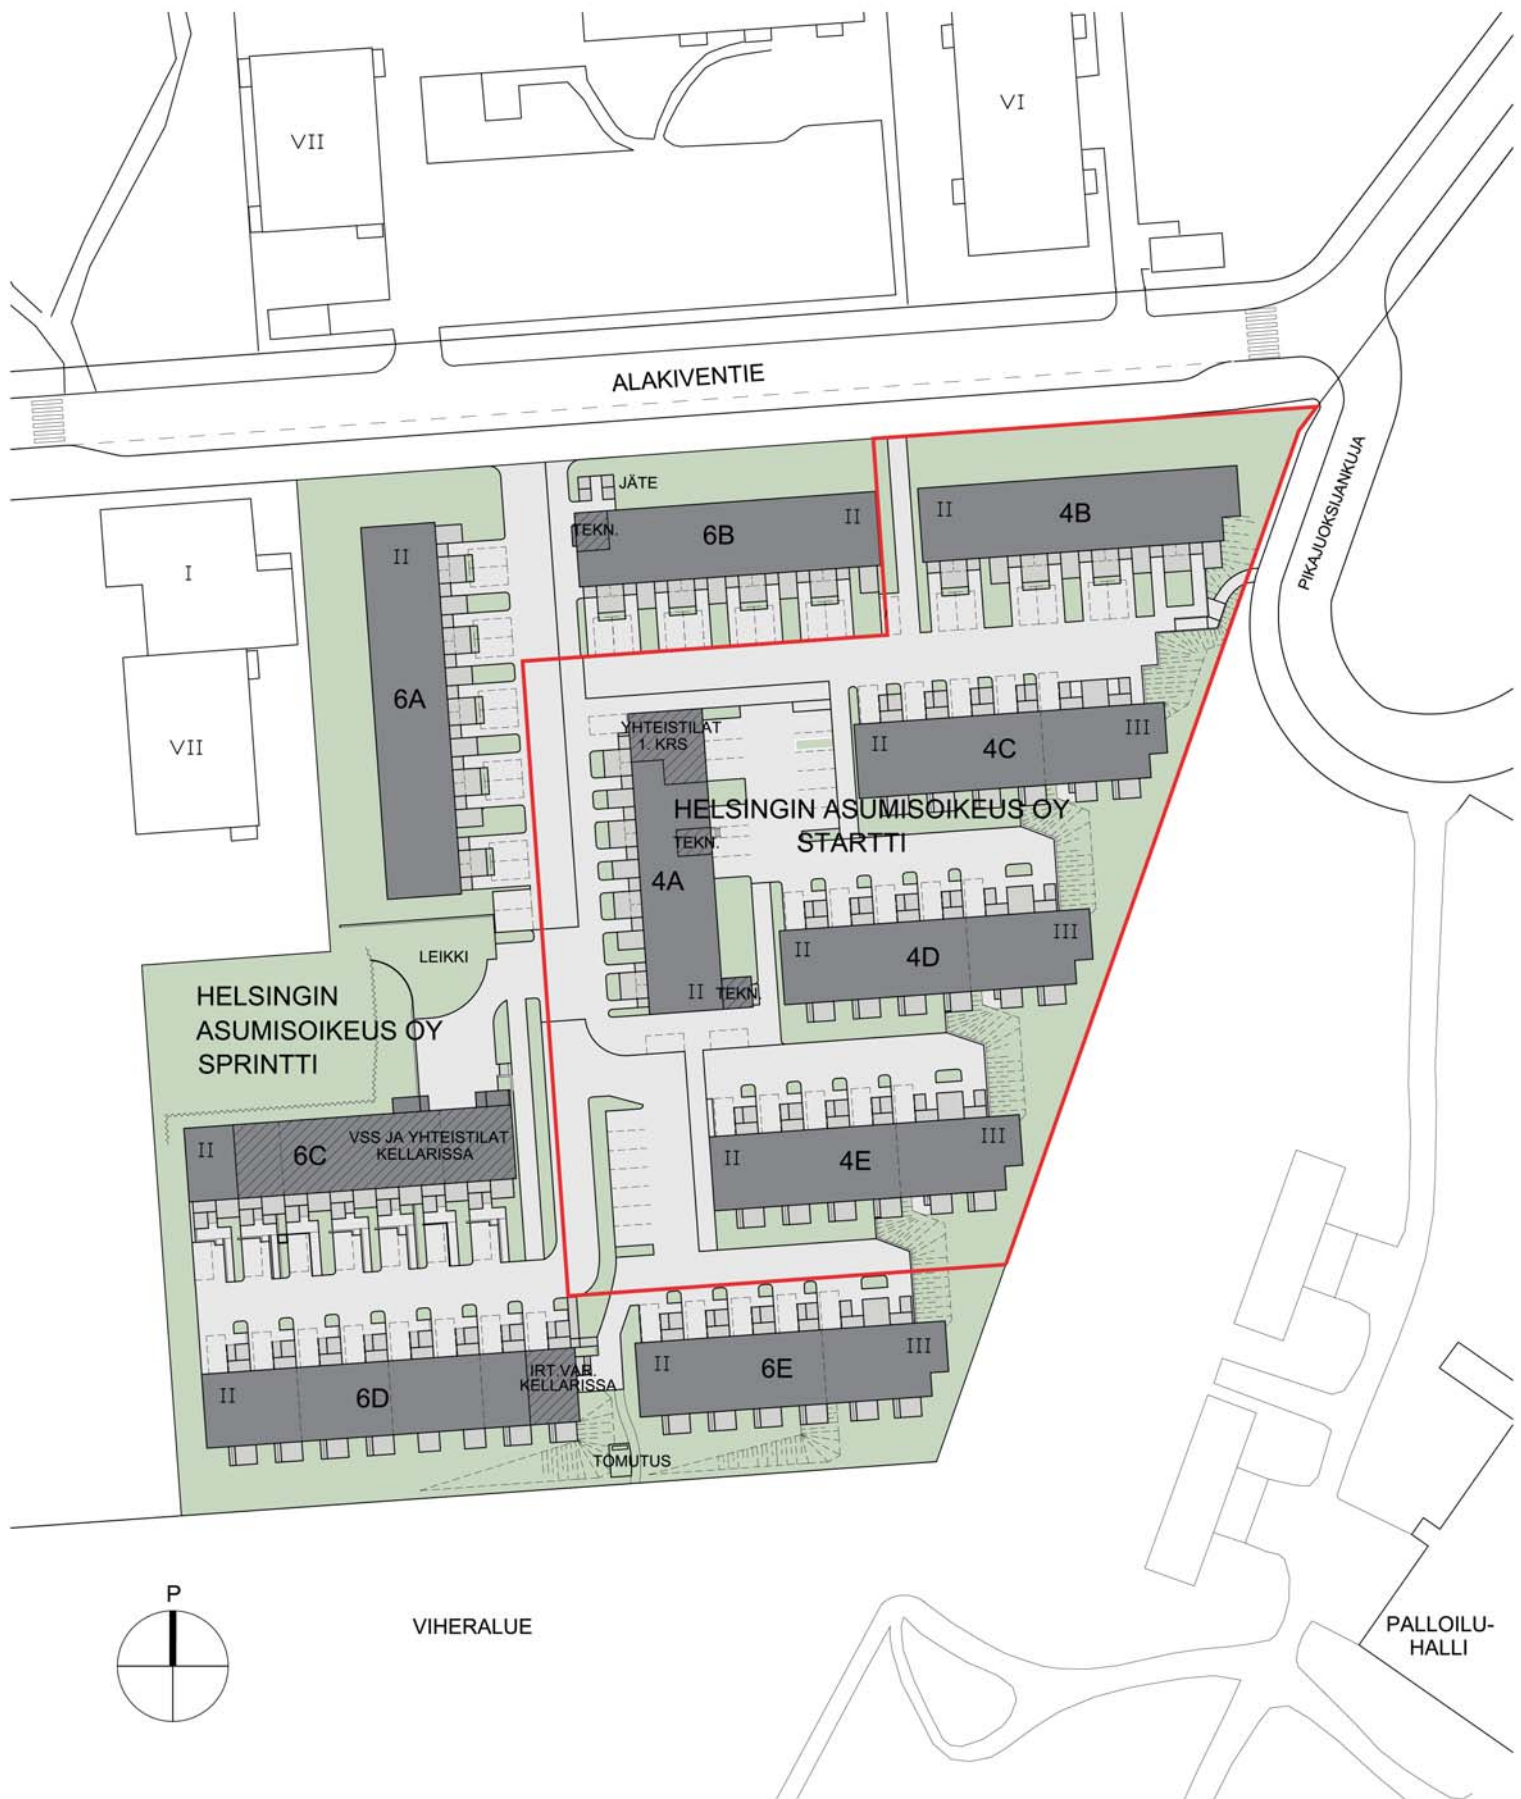 VII
VI
ALAKIVENTIE
PIKAJUOKSIJANKUJA
JÄTE
TEKN.
6B
II
II
4B
II
I
6A
VII
YHTEISTILAT
1. KRS
II
4C
III
HELSINGIN ASUMISOIKEUS OY
STARTTI
TEKN.
4A
II
TEKN.
II
4D
III
LEIKKI
HELSINGIN
ASUMISOIKEUS OY
SPRINTTI
II
6C
VSS JA YHTEISTILAT
KELLARISSA
II
4E
III
II
6D
IRT.VAR.
KELLARISSA
II
6E
III
TOMUTUS
P
VIHERALUE
PALLOILU-
HALLI